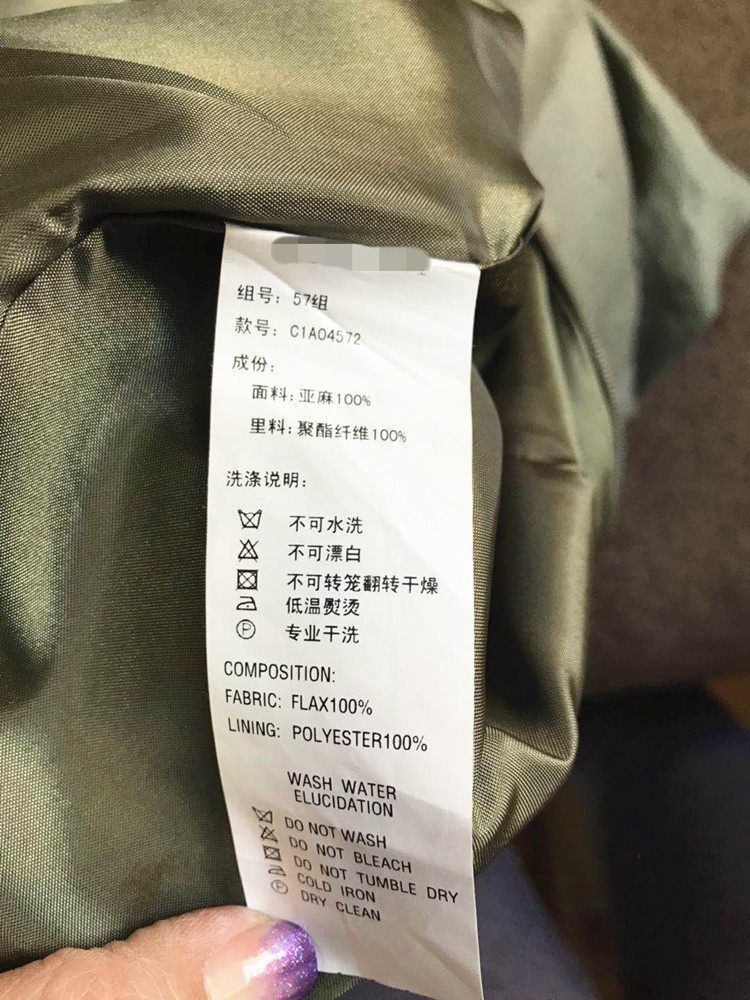 组号: 57组
款号: C1A04572
成份:
面料: 亚麻100%
里料: 聚酯纤维100%
洗涤说明:
不可水洗
不可漂白
不可转笼翻转干燥
低温熨烫
P 专业干洗
COMPOSITION:
FABRIC: FLAX100%
LINING: POLYESTER100%
WASH WATER
ELUCIDATION
DO NOT WASH
DO NOT BLEACH
DO NOT TUMBLE DRY
COLD IRON
P DRY CLEAN